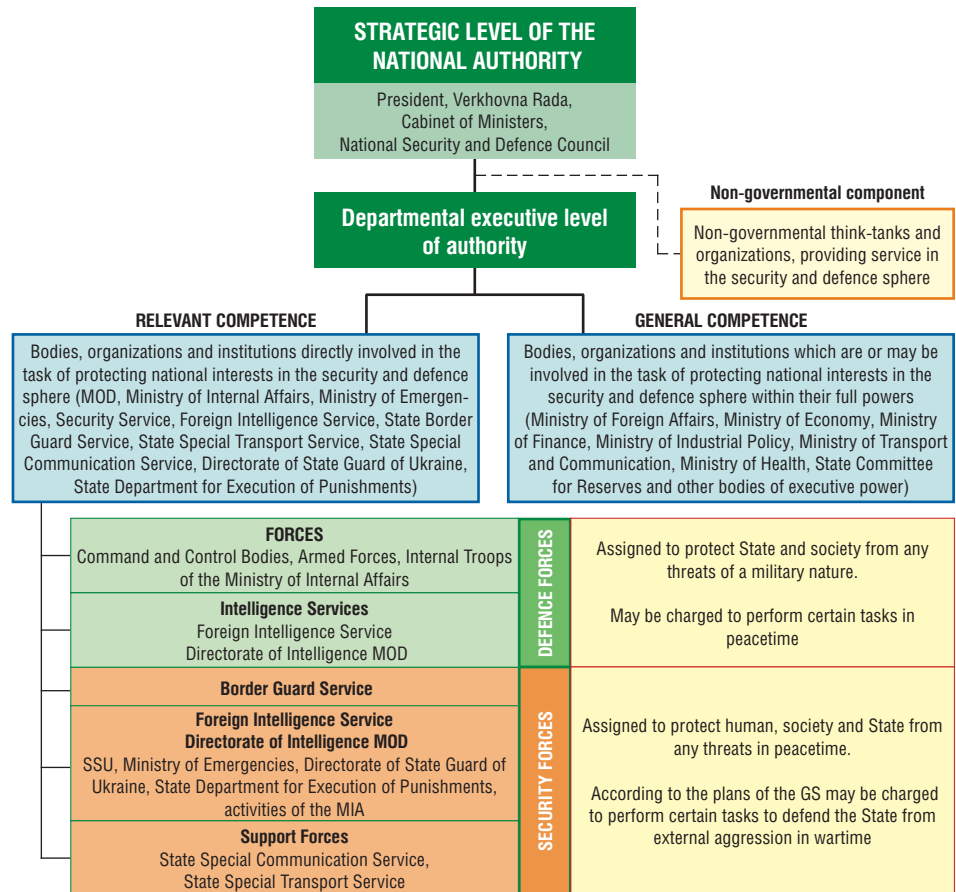 STRATEGIC LEVEL OF THE
NATIONAL AUTHORITY
President, Verkhovna Rada,
Cabinet of Ministers,
National Security and Defence Council
Non-governmental component
Non-governmental think-tanks and
organizations, providing service in
the security and defence sphere
Departmental executive level
of authority
RELEVANT COMPETENCE
Bodies, organizations and institutions directly involved in the
task of protecting national interests in the security and defence
sphere (MOD, Ministry of Internal Affairs, Ministry of Emergen-
cies, Security Service, Foreign Intelligence Service, State Border
Guard Service, State Special Transport Service, State Special
Communication Service, Directorate of State Guard of Ukraine,
State Department for Execution of Punishments)
GENERAL COMPETENCE
Bodies, organizations and institutions which are or may be
involved in the task of protecting national interests in the
security and defence sphere within their full powers
(Ministry of Foreign Affairs, Ministry of Economy, Ministry
of Finance, Ministry of Industrial Policy, Ministry of Transport
and Communication, Ministry of Health, State Committee
for Reserves and other bodies of executive power)
FORCES
Command and Control Bodies, Armed Forces, Internal Troops
of the Ministry of Internal Affairs
Intelligence Services
Foreign Intelligence Service
Directorate of Intelligence MOD
DEFENCE FORCES
Assigned to protect State and society from any
threats of a military nature.
May be charged to perform certain tasks in
peacetime
Border Guard Service
Foreign Intelligence Service
Directorate of Intelligence MOD
SSU, Ministry of Emergencies, Directorate of State Guard of
Ukraine, State Department for Execution of Punishments,
activities of the MIA
Support Forces
State Special Communication Service,
State Special Transport Service
SECURITY FORCES
Assigned to protect human, society and State from
any threats in peacetime.
According to the plans of the GS may be charged
to perform certain tasks to defend the State from
external aggression in wartime